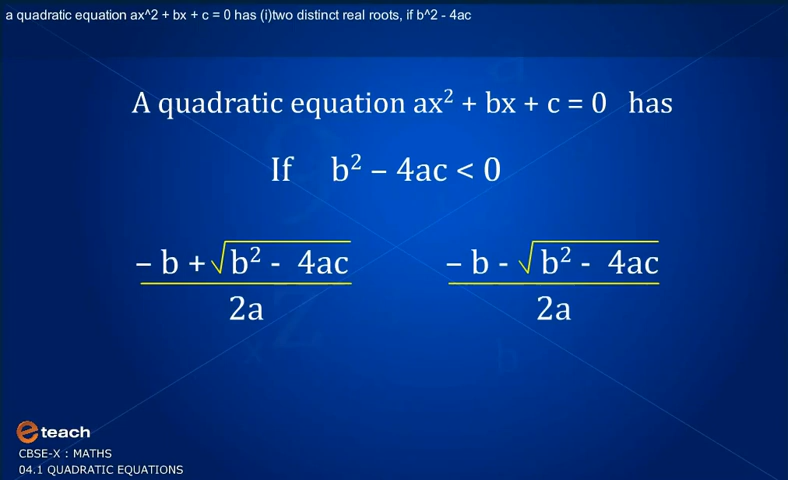 a quadratic equation ax^2 + bx + c = 0 has (i)two distinct real roots, if b^2 - 4ac
A quadratic equation ax² + bx + c = 0 has
If b² – 4ac < 0
– b + √b² - 4ac – b - √b² - 4ac
2a 2a
e teach
CBSE-X : MATHS
04.1 QUADRATIC EQUATIONS